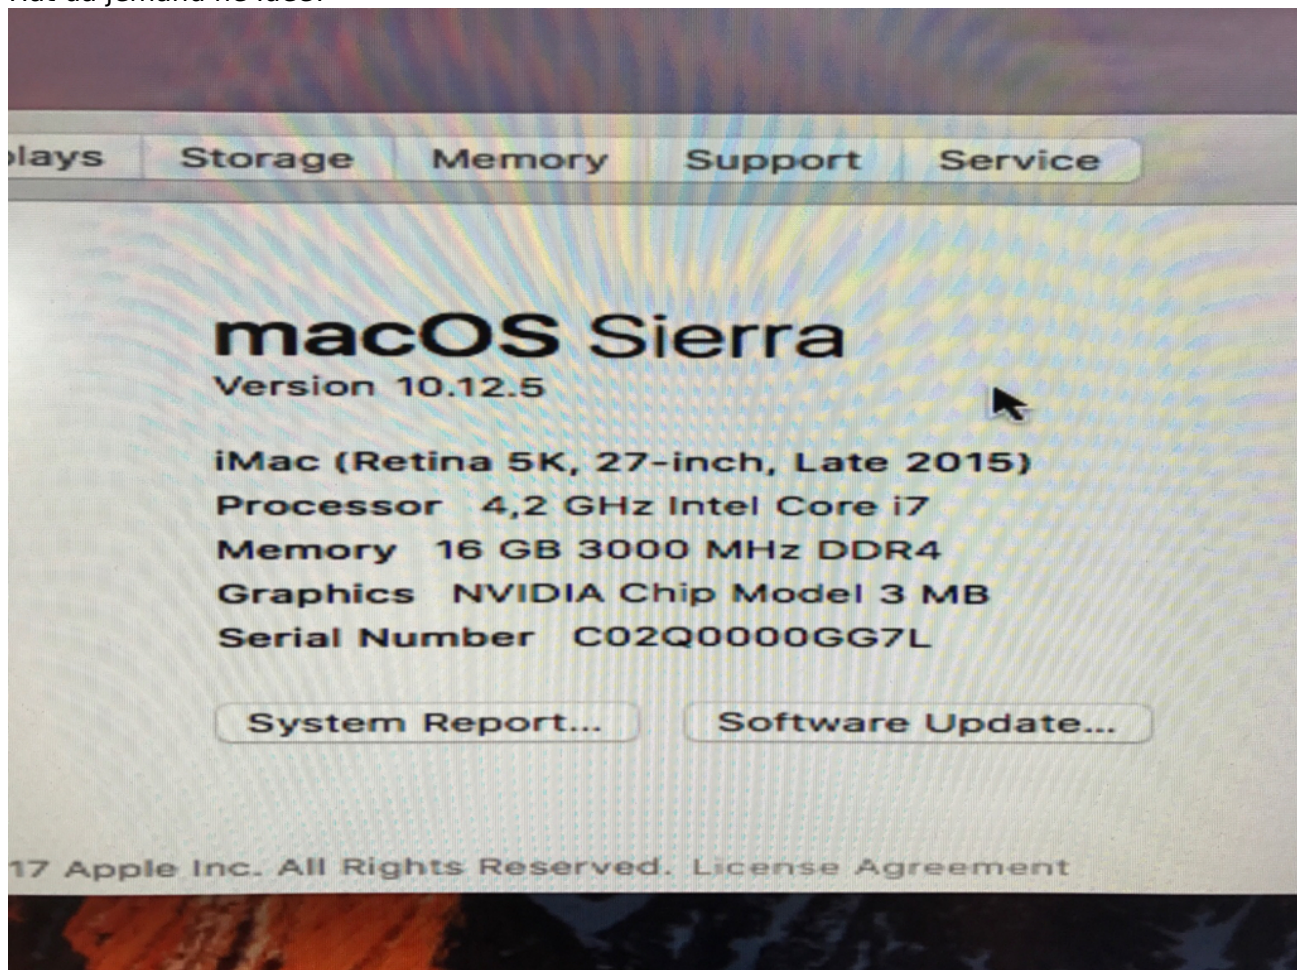 Storage Memory Support Service
macOS Sierra
Version 10.12.5
iMac (Retina 5K, 27-inch, Late 2015)
Processor 4,2 GHz Intel Core i7
Memory 16 GB 3000 MHz DDR4
Graphics NVIDIA Chip Model 3 MB
Serial Number C02Q0000GG7L
System Report... Software Update...
17 Apple Inc. All Rights Reserved. License Agreement